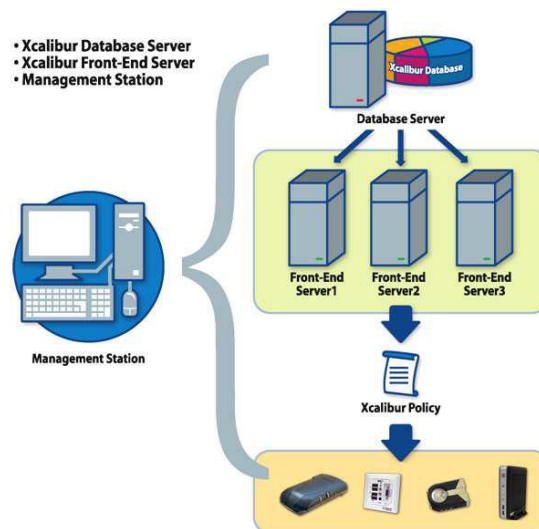 • Xcalibur Database Server
• Xcalibur Front-End Server
• Management Station
Xcalibur Database
Database Server
Front-End
Server1
Front-End
Server2
Front-End
Server3
Management Station
Xcalibur Policy